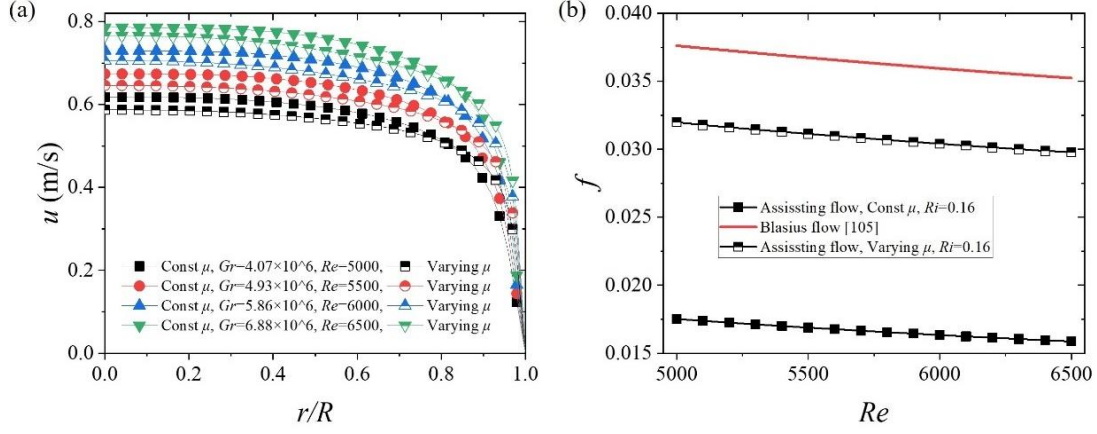 (a)
0.8
0.6
0.4
0.2
0.0
u (m/s)
Const μ, Gr=4.07×10^6, Re=5000, Varying μ
Const μ, Gr=4.93×10^6, Re=5500, Varying μ
Const μ, Gr=5.86×10^6, Re=6000, Varying μ
Const μ, Gr=6.88×10^6, Re=6500, Varying μ
0.0 0.2 0.4 0.6 0.8 1.0
r/R
(b)
0.040
0.035
0.030
0.025
0.020
0.015
f
Assissting flow, Const μ, Ri=0.16
Blasius flow [105]
Assissting flow, Varying μ, Ri=0.16
5000 5500 6000 6500
Re